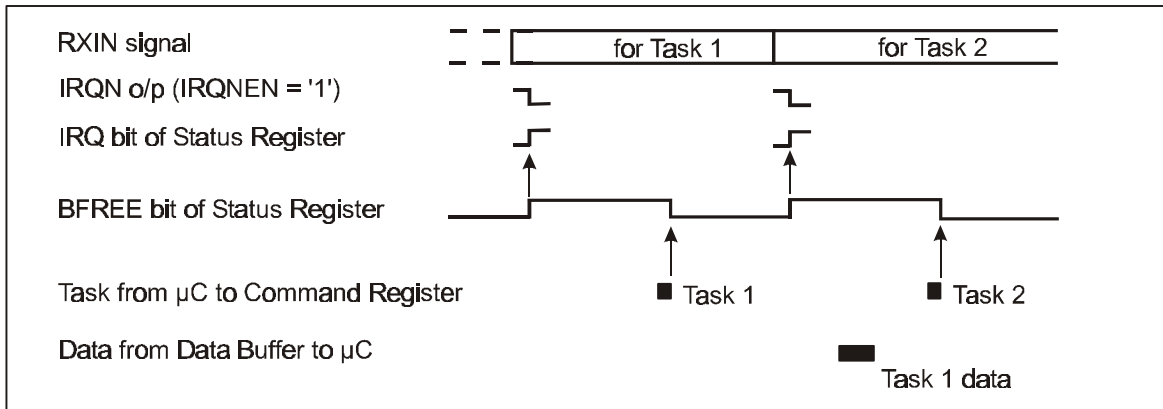 RXIN signal
for Task 1
for Task 2
IRQN o/p (IRQNEN = '1')
IRQ bit of Status Register
BFREE bit of Status Register
Task from µC to Command Register
Task 1
Task 2
Data from Data Buffer to µC
Task 1 data